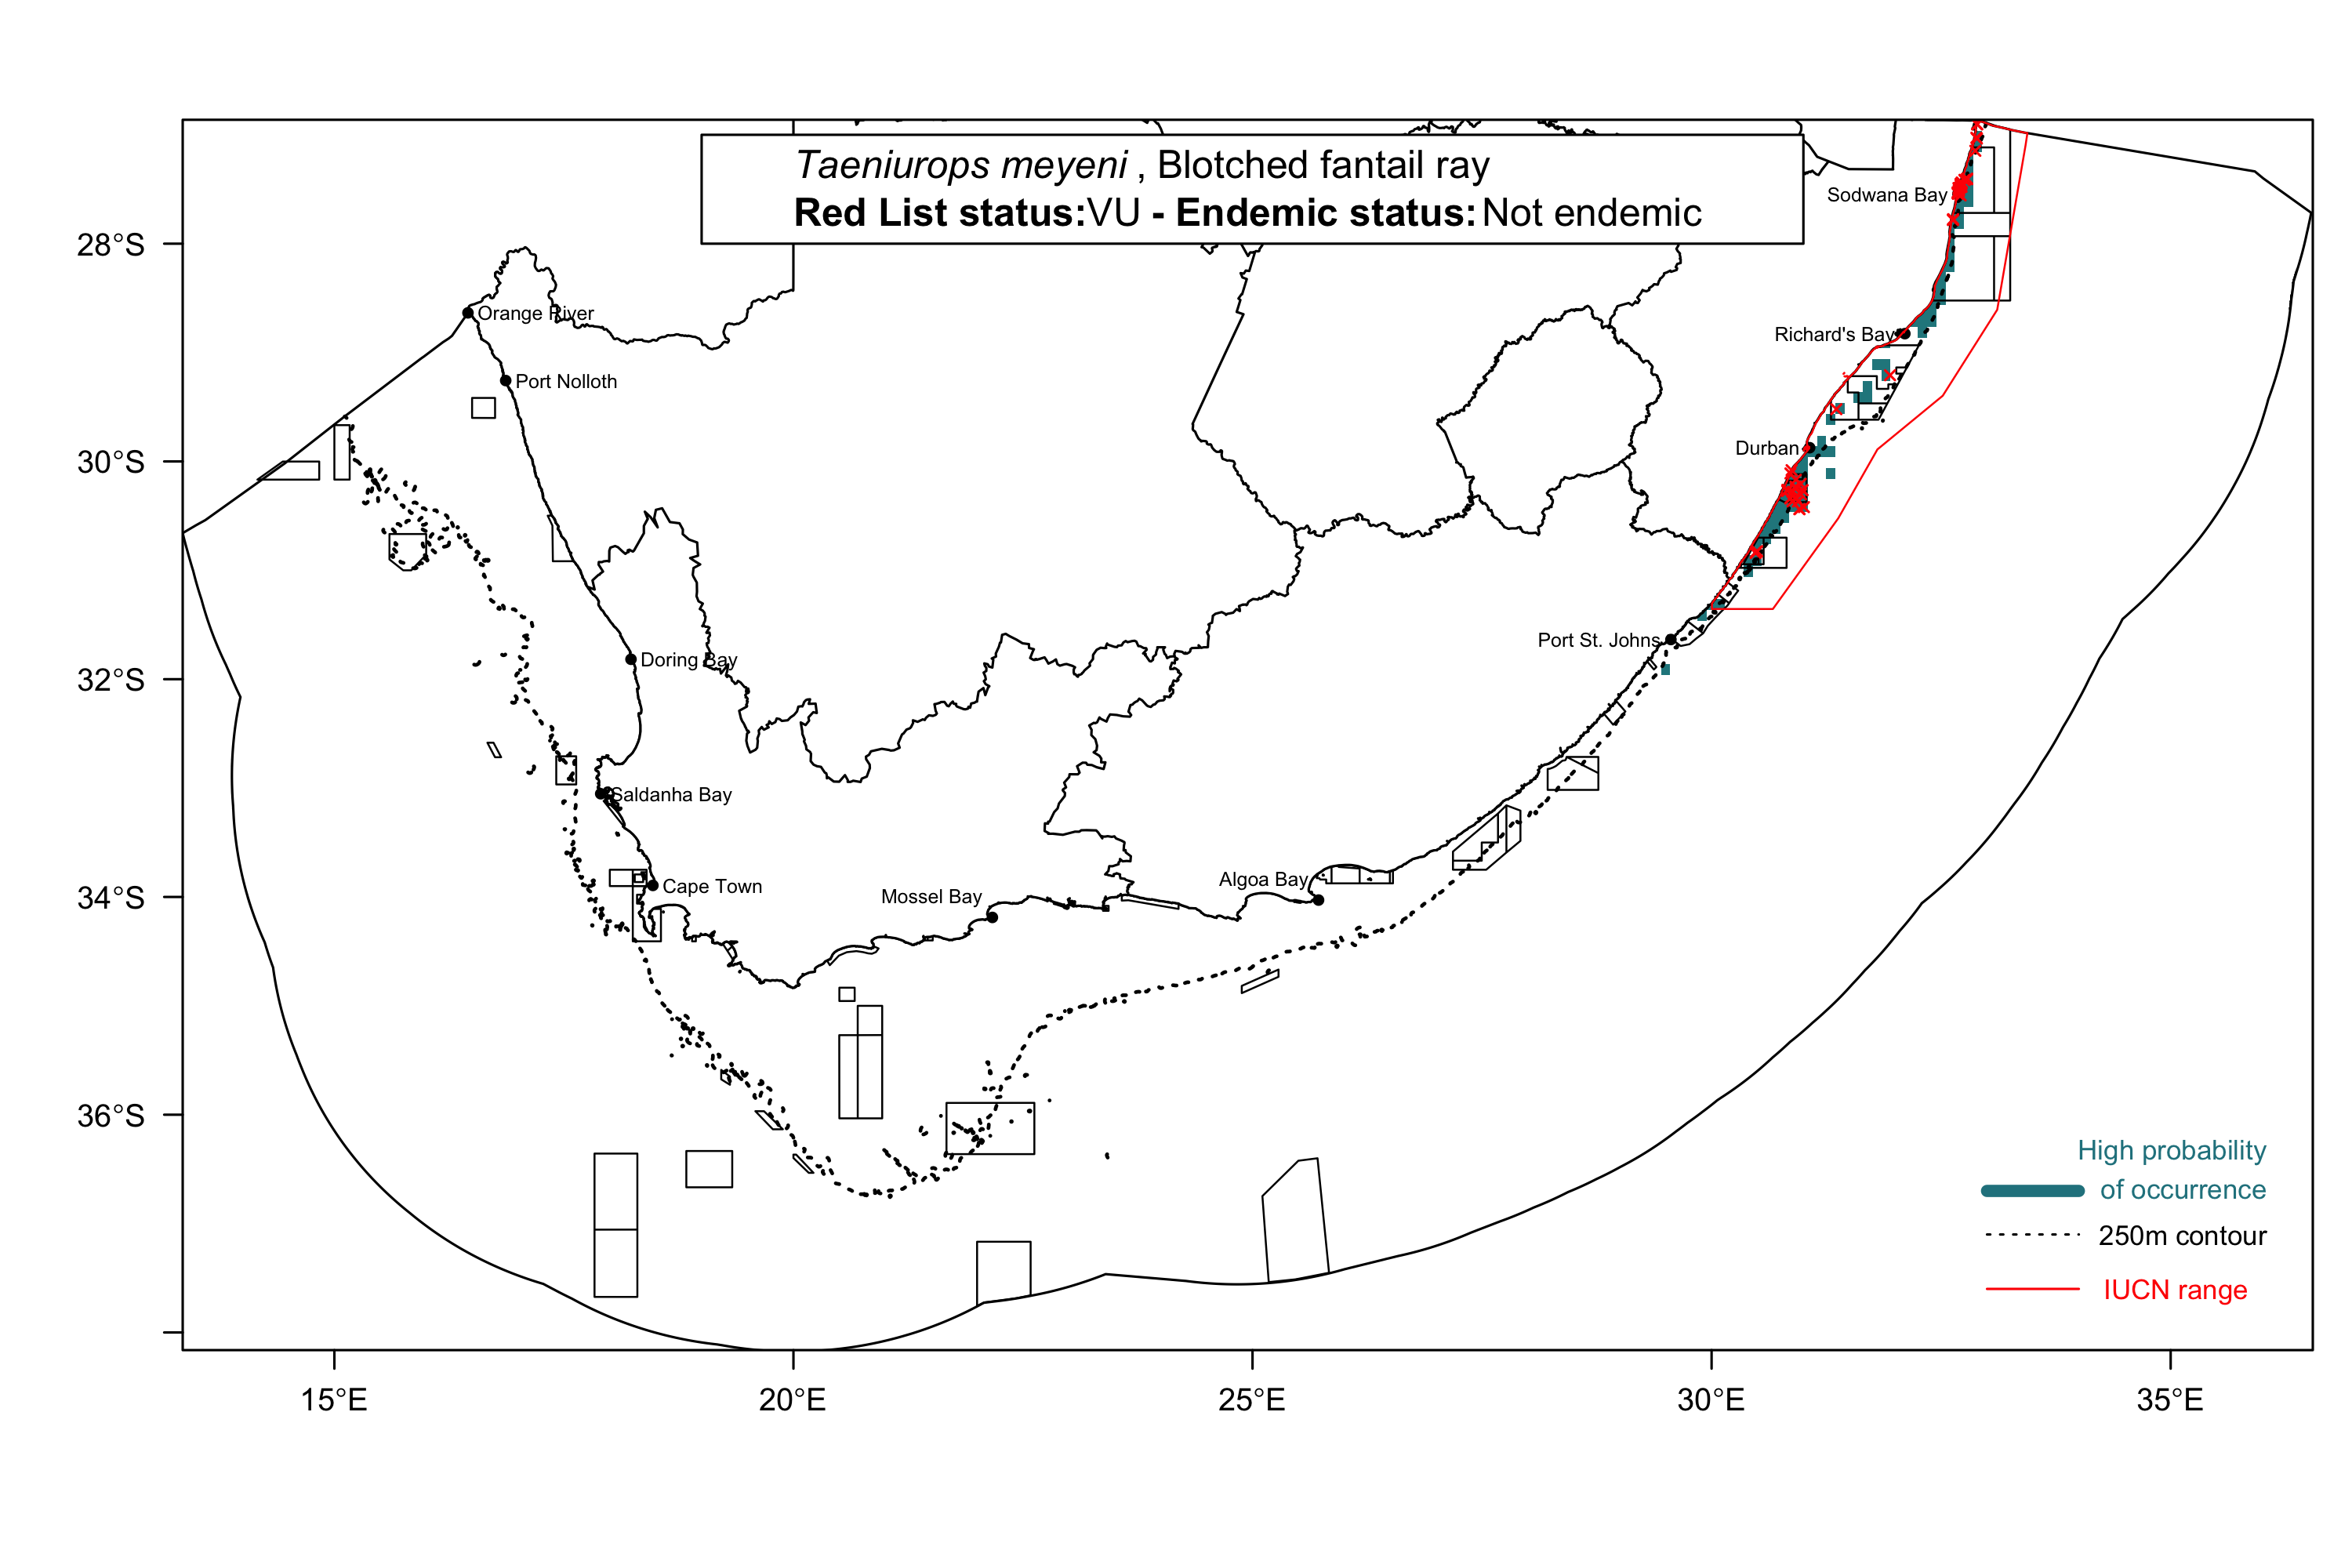 Taeniurops meyeni , Blotched fantail ray
Red List status:VU - Endemic status: Not endemic
Sodwana Bay
28°S
Orange River
Richard's Bay
Port Nolloth
Durban
30°S
Port St. Johns
Doring Bay
32°S
Saldanha Bay
Algoa Bay
Cape Town
Mossel Bay
34°S
36°S
High probability
of occurrence
250m contour
IUCN range
15°E
20°E
25°E
30°E
35°E